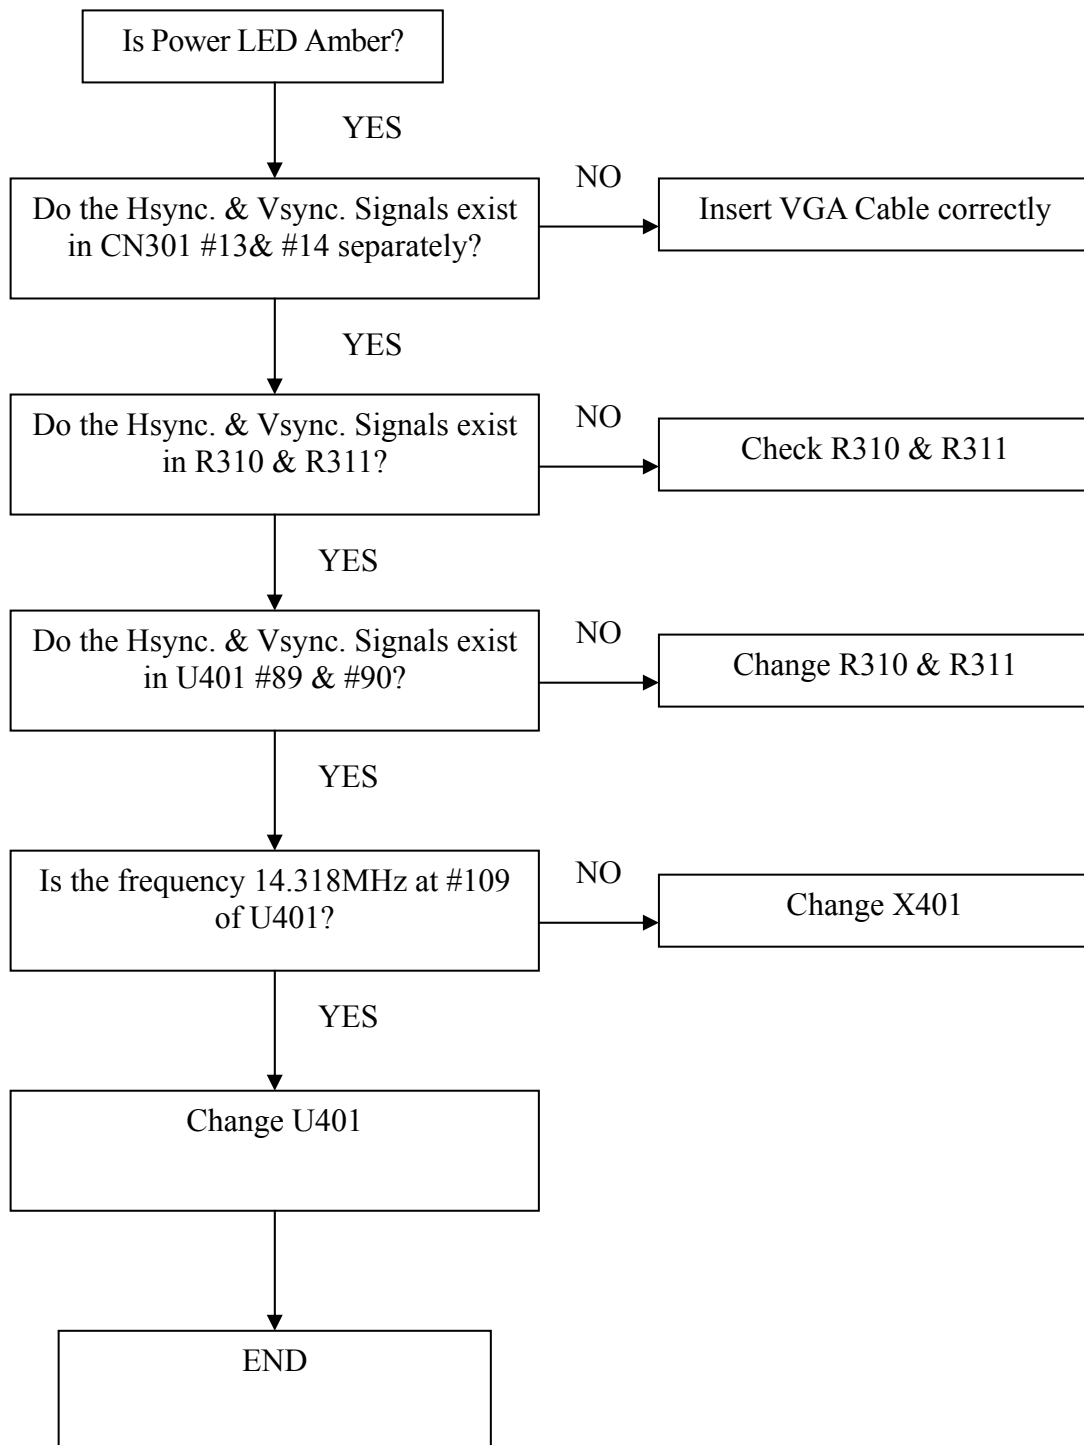 Is Power LED Amber?
YES
Do the Hsync. & Vsync. Signals exist
in CN301 #13& #14 separately?
NO
Insert VGA Cable correctly
YES
Do the Hsync. & Vsync. Signals exist
in R310 & R311?
NO
Check R310 & R311
YES
Do the Hsync. & Vsync. Signals exist
in U401 #89 & #90?
NO
Change R310 & R311
YES
Is the frequency 14.318MHz at #109
of U401?
NO
Change X401
YES
Change U401
END